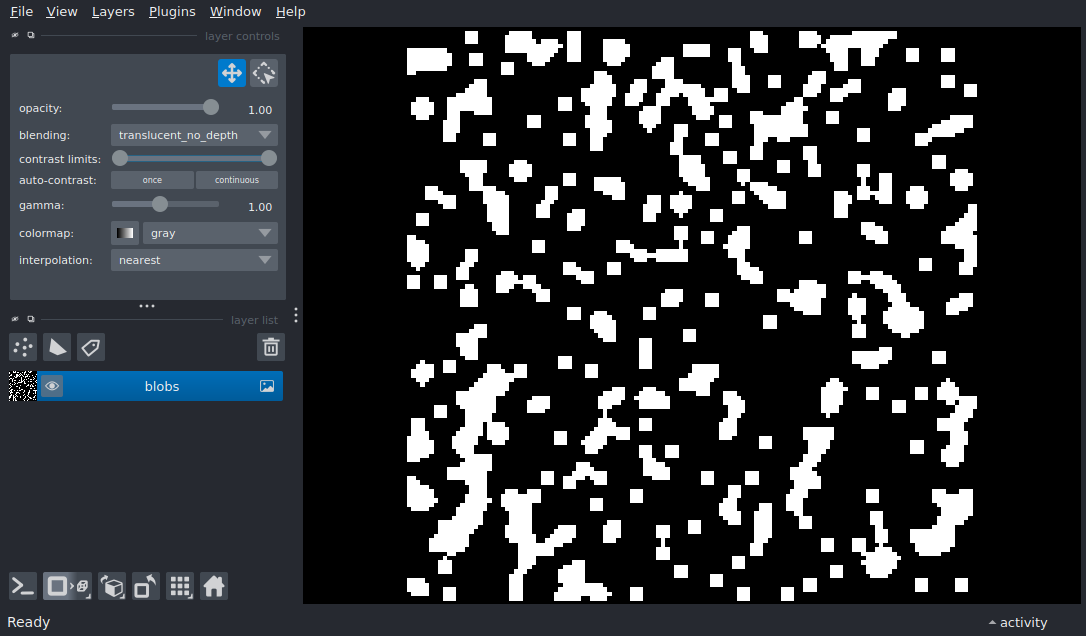 File View Layers Plugins Window Help
layer controls
opacity: 1.00
blending: translucent_no_depth
contrast limits:
auto-contrast: once continuous
gamma: 1.00
colormap: gray
interpolation: nearest
layer list
blobs
Ready activity